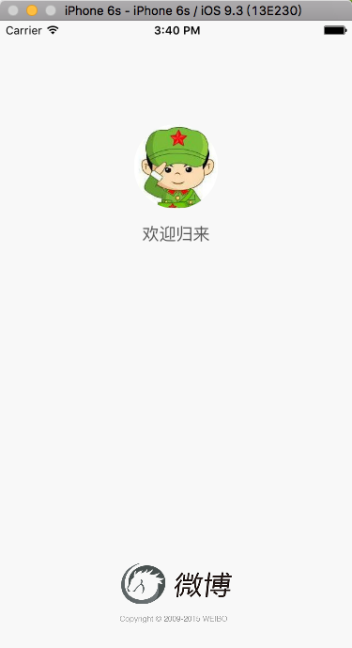 iPhone 6s - iPhone 6s / iOS 9.3 (13E230)
Carrier 3:40 PM
欢迎归来
微博
Copyright © 2009-2015 WEIBO